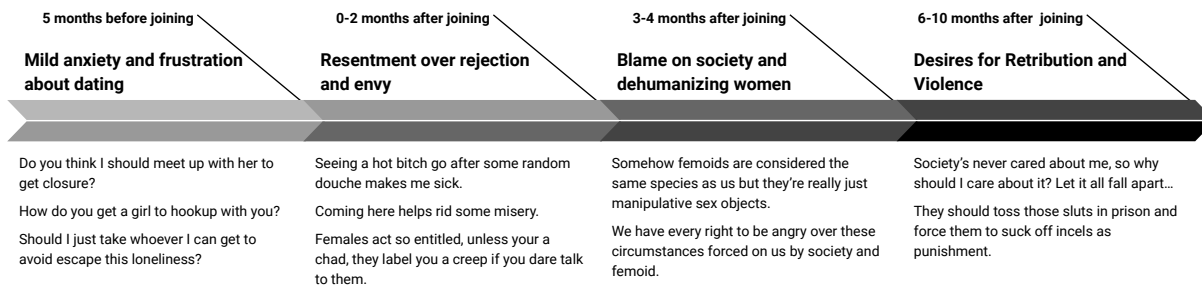 5 months before joining
0-2 months after joining
3-4 months after joining
6-10 months after joining
Mild anxiety and frustration
about dating
Resentment over rejection
and envy
Blame on society and
dehumanizing women
Desires for Retribution and
Violence
Do you think I should meet up with her to
get closure?
How do you get a girl to hookup with you?
Should I just take whoever I can get to
avoid escape this loneliness?
Seeing a hot bitch go after some random
douche makes me sick.
Coming here helps rid some misery.
Females act so entitled, unless your a
chad, they label you a creep if you dare talk
to them.
Somehow femoids are considered the
same species as us but they're really just
manipulative sex objects.
We have every right to be angry over these
circumstances forced on us by society and
femoid.
Society's never cared about me, so why
should I care about it? Let it all fall apart…
They should toss those sluts in prison and
force them to suck off incels as
punishment.